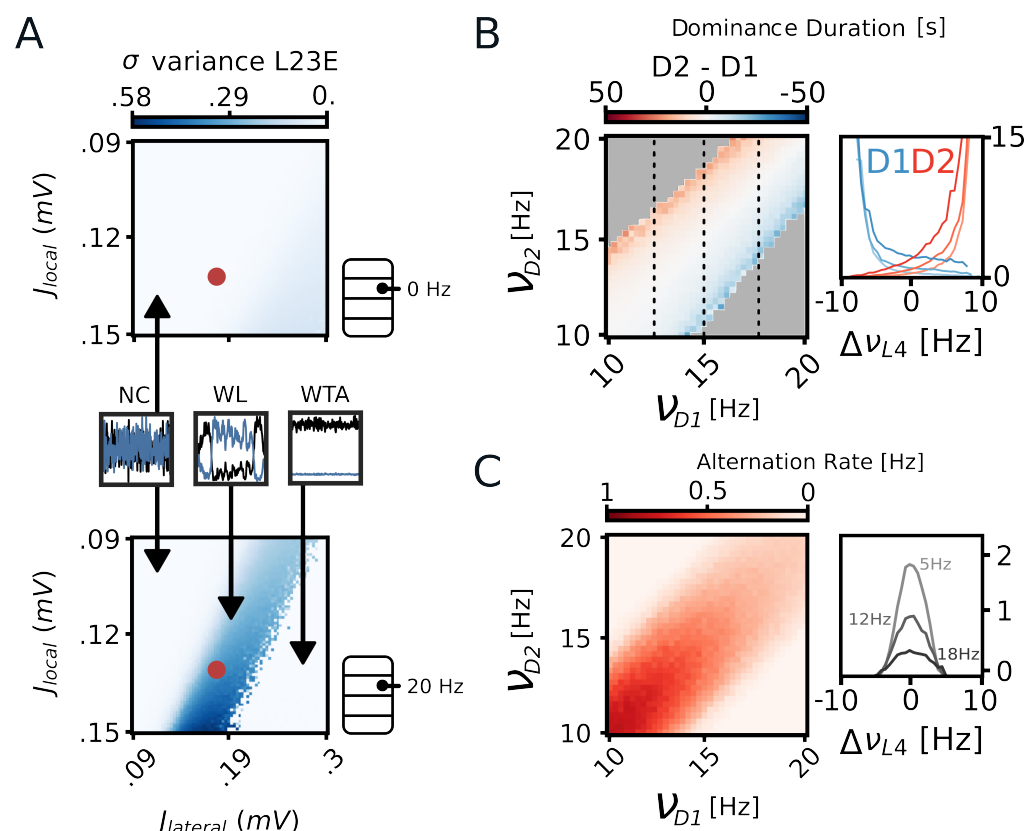 A
σ variance L23E
.58 .29 0.
.09
.12
.15
J_local (mV)
0 Hz
NC WL WTA
.09
.12
.15
J_local (mV)
20 Hz
.09 .19 .3
J_lateral (mV)
B
Dominance Duration [s]
D2 - D1
50 0 -50
20
15
10
ν_D2 [Hz]
10 15 20
ν_D1 [Hz]
D1 D2
15
0
-10 0 10
Δν_L4 [Hz]
C
Alternation Rate [Hz]
1 0.5 0
20
15
10
ν_D2 [Hz]
10 15 20
ν_D1 [Hz]
5Hz
12Hz
18Hz
2
1
0
-10 0 10
Δν_L4 [Hz]